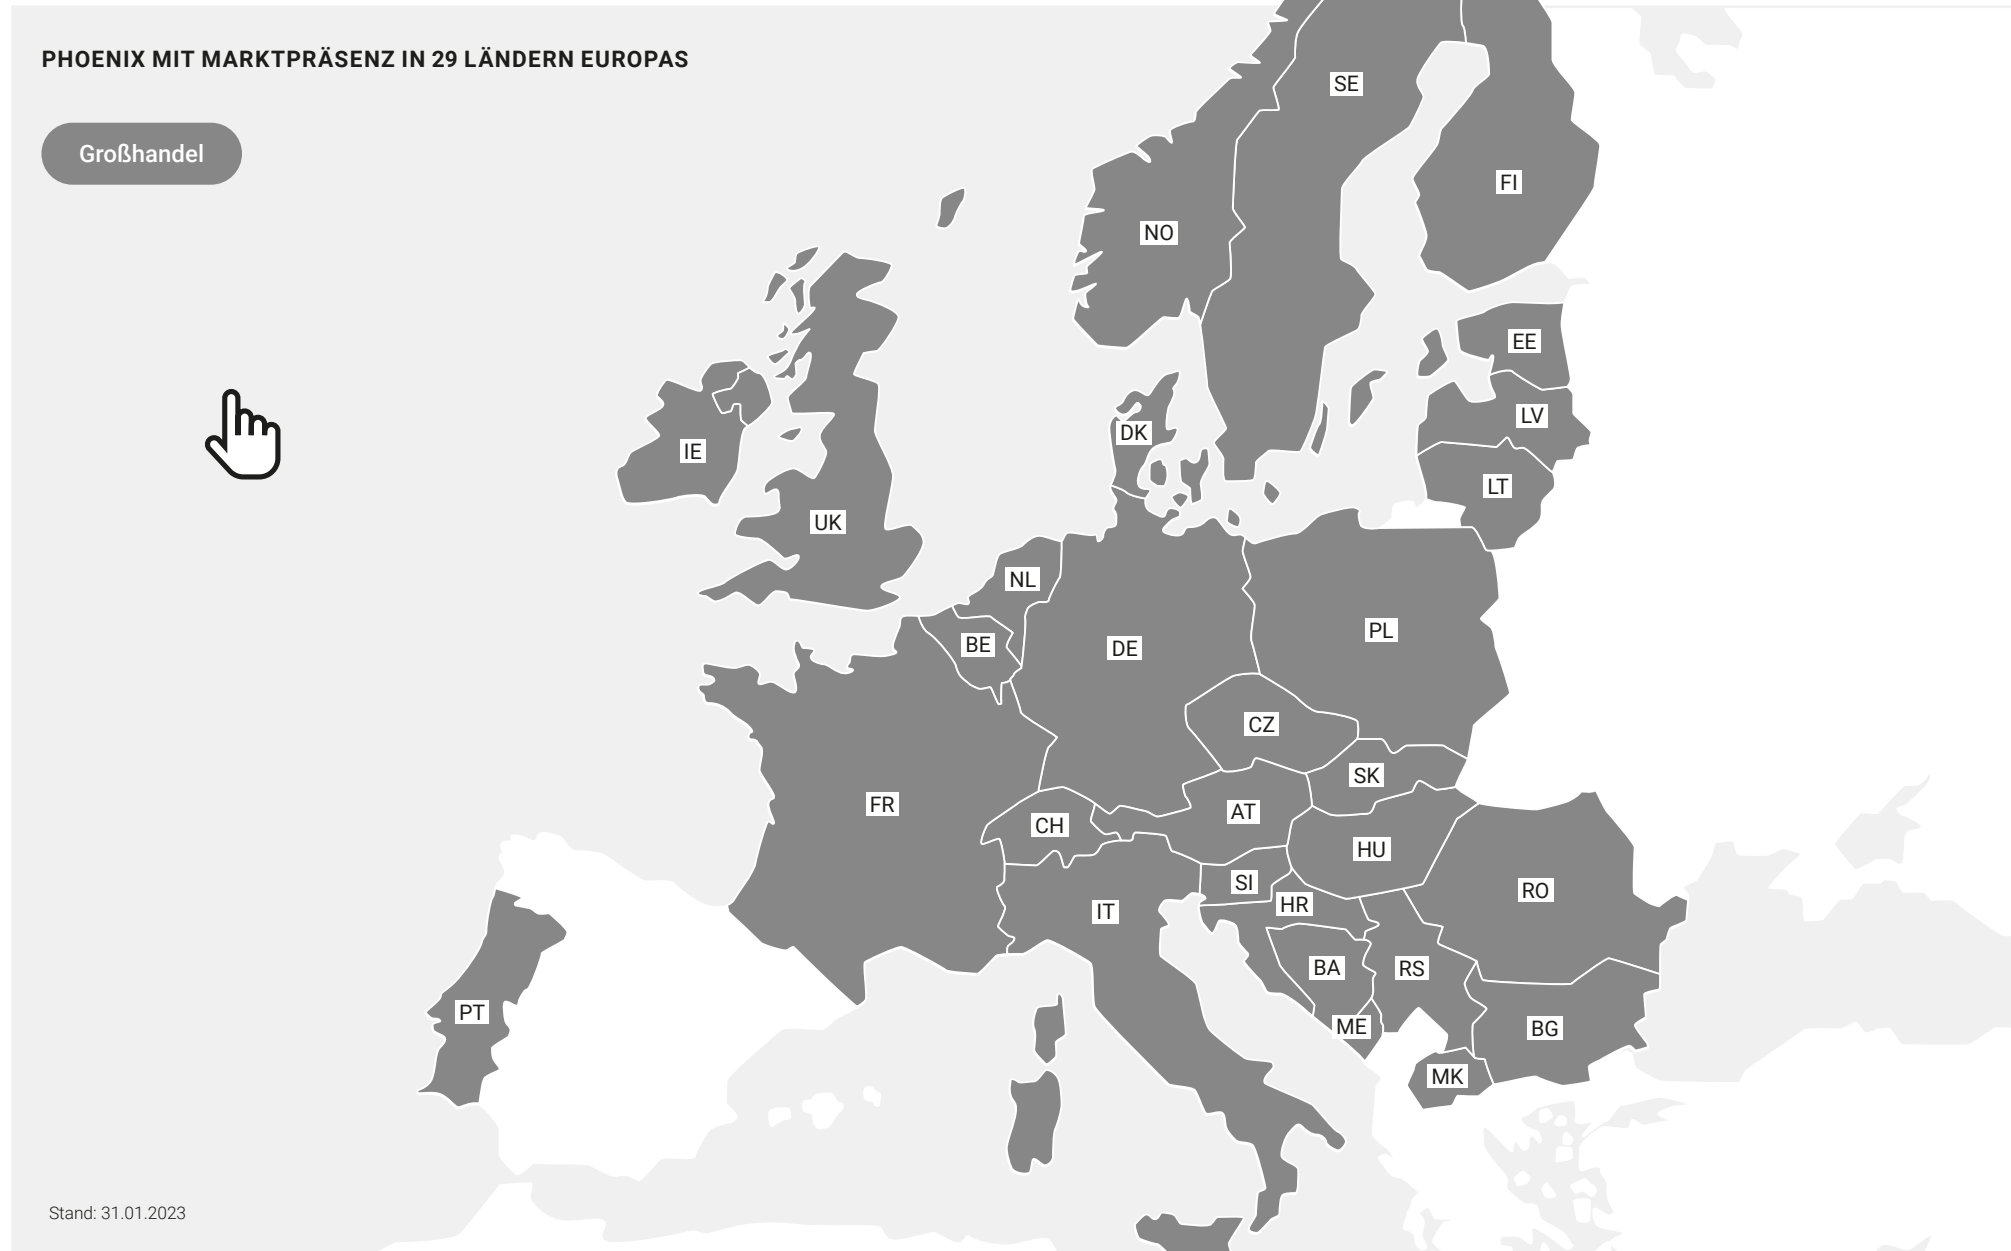 PHOENIX MIT MARKTPRÄSENZ IN 29 LÄNDERN EUROPAS
Großhandel
SE
FI
NO
EE
LV
DK
IE
LT
UK
NL
PL
BE
DE
CZ
SK
FR
AT
CH
HU
SI
RO
HR
IT
BA
RS
PT
ME
BG
MK
Stand: 31.01.2023